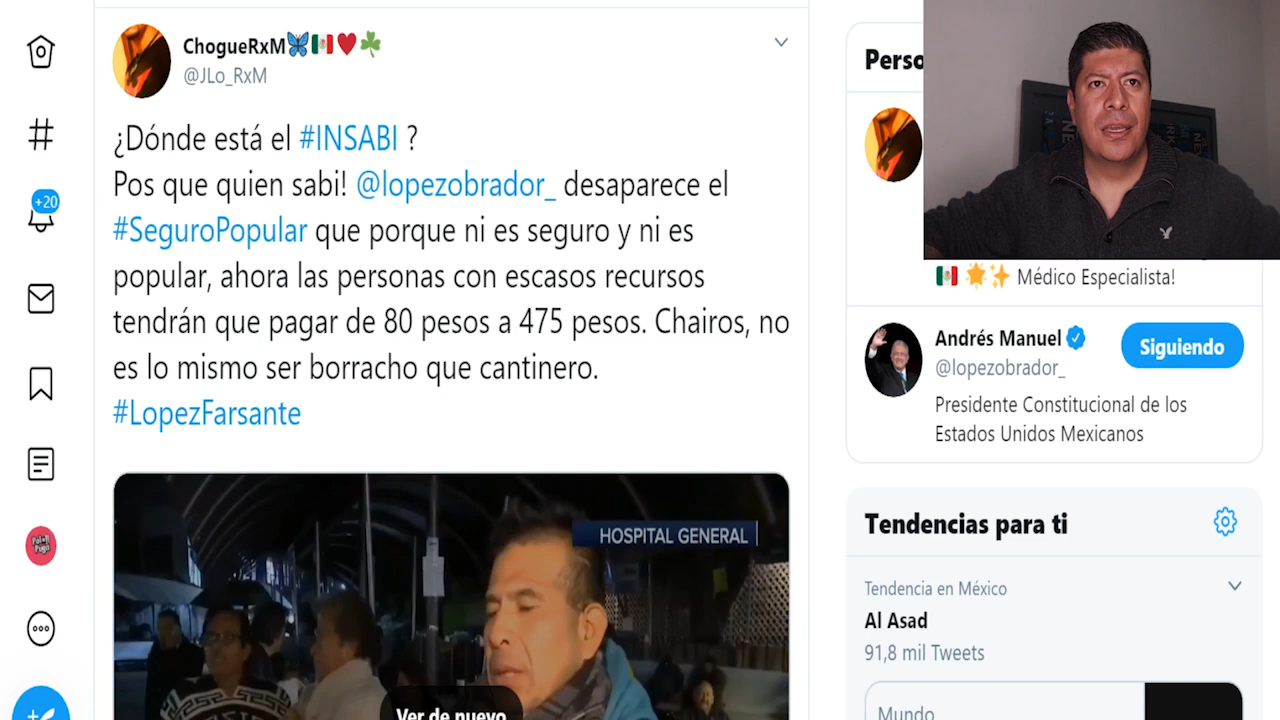 +20
ChogueRxM
@JLo_RxM
¿Dónde está el #INSABI ?
Pos que quien sabi! @lopezobrador_ desaparece el
#SeguroPopular que porque ni es seguro y ni es
popular, ahora las personas con escasos recursos
tendrán que pagar de 80 pesos a 475 pesos. Chairos, no
es lo mismo ser borracho que cantinero.
#LopezFarsante
HOSPITAL GENERAL
Ver de nuevo
Perso
Médico Especialista!
Andrés Manuel
@lopezobrador_
Siguiendo
Presidente Constitucional de los
Estados Unidos Mexicanos
Tendencias para ti
Tendencia en México
Al Asad
91,8 mil Tweets
Mundo